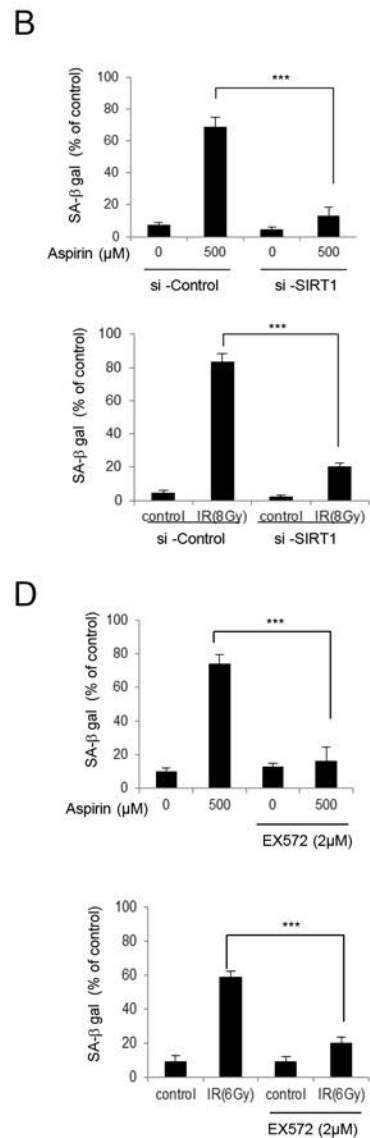 B
***
SA-β gal (% of control)
100
80
60
40
20
0
Aspirin (μM) 0 500 0 500
si -Control si -SIRT1
***
SA-β gal (% of control)
100
80
60
40
20
0
control IR(8Gy) control IR(8Gy)
si -Control si -SIRT1
D
***
SA-β gal (% of control)
100
80
60
40
20
0
Aspirin (μM) 0 500 0 500
EX572 (2μM)
***
SA-β gal (% of control)
100
80
60
40
20
0
control IR(6Gy) control IR(6Gy)
EX572 (2μM)